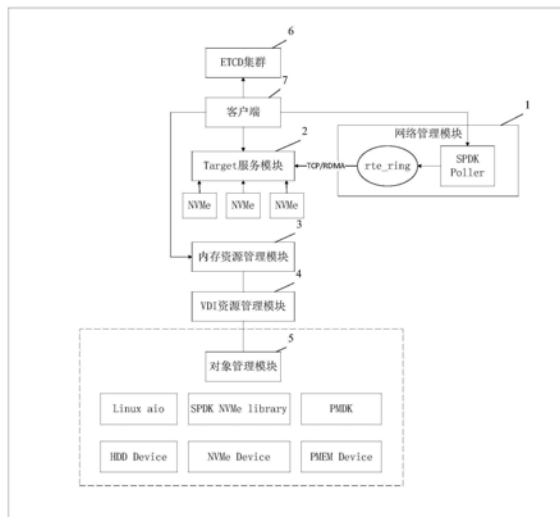 6
ETCD集群
7
客户端
1
网络管理模块
2
Target服务模块
TCP/RDMA
rte_ring
SPDK
Poller
NVMe
NVMe
NVMe
3
内存资源管理模块
4
VDI资源管理模块
5
对象管理模块
Linux aio
SPDK NVMe library
PMDK
HDD Device
NVMe Device
PMEM Device